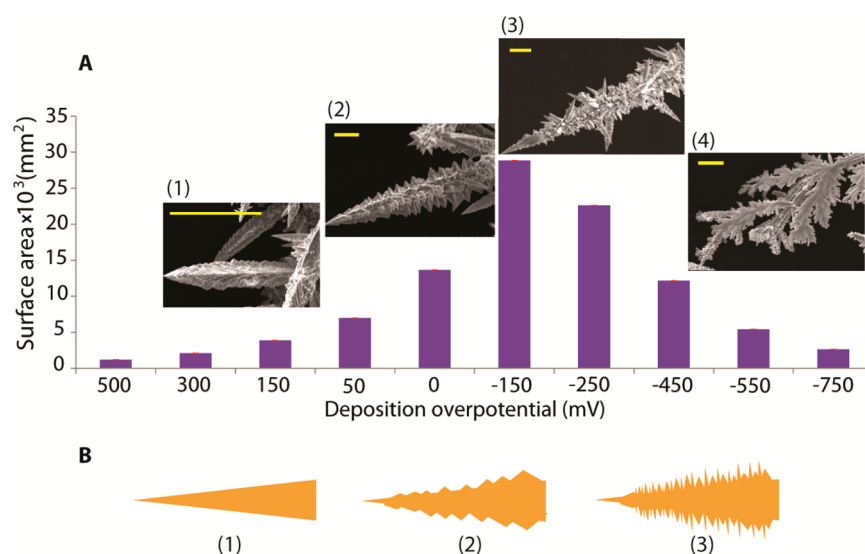 A
(1)
(2)
(3)
(4)
Surface area×10³(mm²)
35
30
25
20
15
10
5
0
500 300 150 50 0 -150 -250 -450 -550 -750
Deposition overpotential (mV)
B
(1) (2) (3)